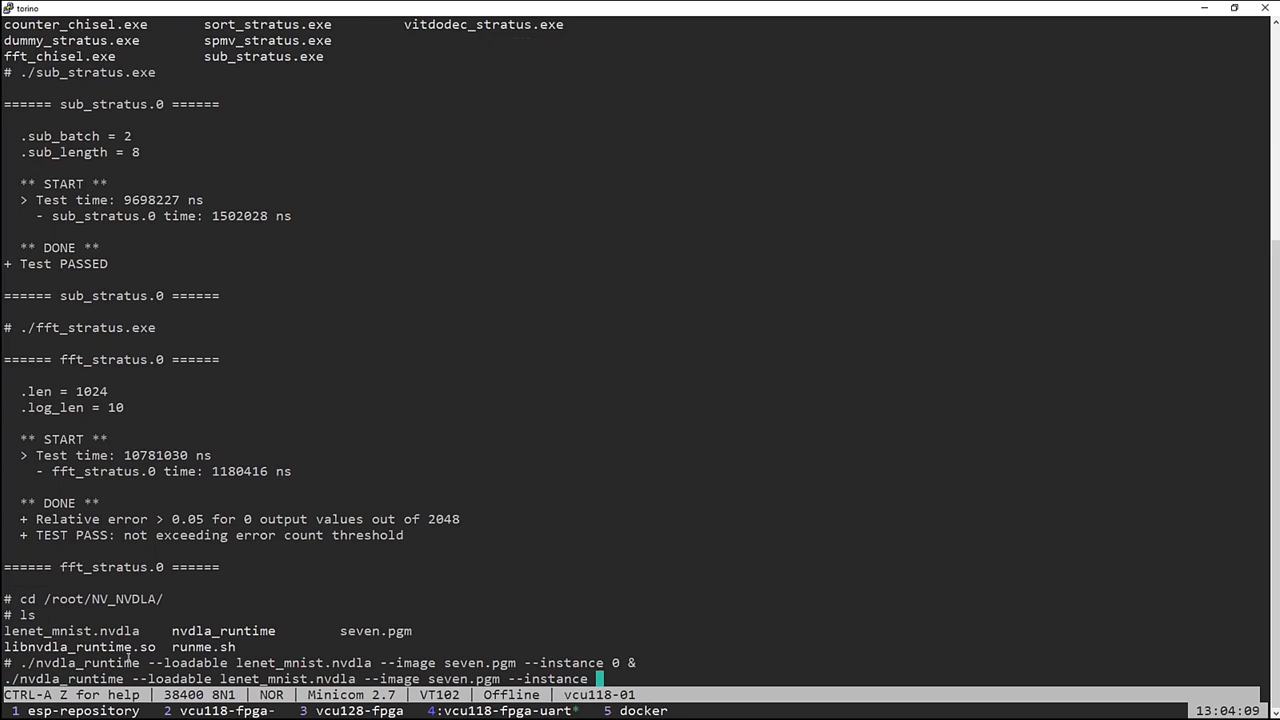 torino
counter_chisel.exe sort_stratus.exe vitdodec_stratus.exe
dummy_stratus.exe spmv_stratus.exe
fft_chisel.exe sub_stratus.exe
# ./sub_stratus.exe
====== sub_stratus.0 ======
.sub_batch = 2
.sub_length = 8
** START **
> Test time: 9698227 ns
- sub_stratus.0 time: 1502028 ns
** DONE **
+ Test PASSED
====== sub_stratus.0 ======
# ./fft_stratus.exe
====== fft_stratus.0 ======
.len = 1024
.log_len = 10
** START **
> Test time: 10781030 ns
- fft_stratus.0 time: 1180416 ns
** DONE **
+ Relative error > 0.05 for 0 output values out of 2048
+ TEST PASS: not exceeding error count threshold
====== fft_stratus.0 ======
# cd /root/NV_NVDLA/
# ls
lenet_mnist.nvdla nvdla_runtime seven.pgm
libnvdla_runtime.so runme.sh
# ./nvdla_runtime --loadable lenet_mnist.nvdla --image seven.pgm --instance 0 &
./nvdla_runtime --loadable lenet_mnist.nvdla --image seven.pgm --instance
CTRL-A Z for help | 38400 8N1 | NOR | Minicom 2.7 | VT102 | Offline | vcu118-01
1 esp-repository 2 vcu118-fpga- 3 vcu128-fpga 4:vcu118-fpga-uart* 5 docker 13:04:09